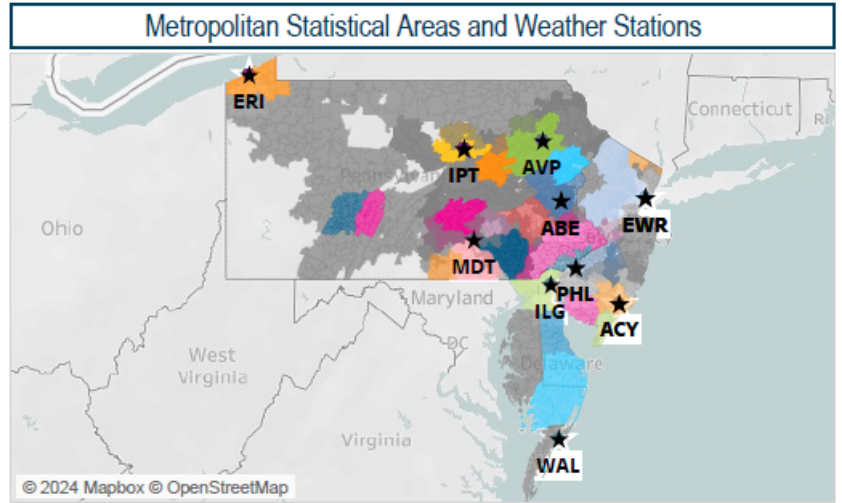 Metropolitan Statistical Areas and Weather Stations
ERI
Connecticut
RI
AVP
IPT
Ohio
ABE
EWR
MDT
PHL
Maryland
ILG
ACY
DC
West
Virginia
Delaware
Virginia
WAL
© 2024 Mapbox © OpenStreetMap